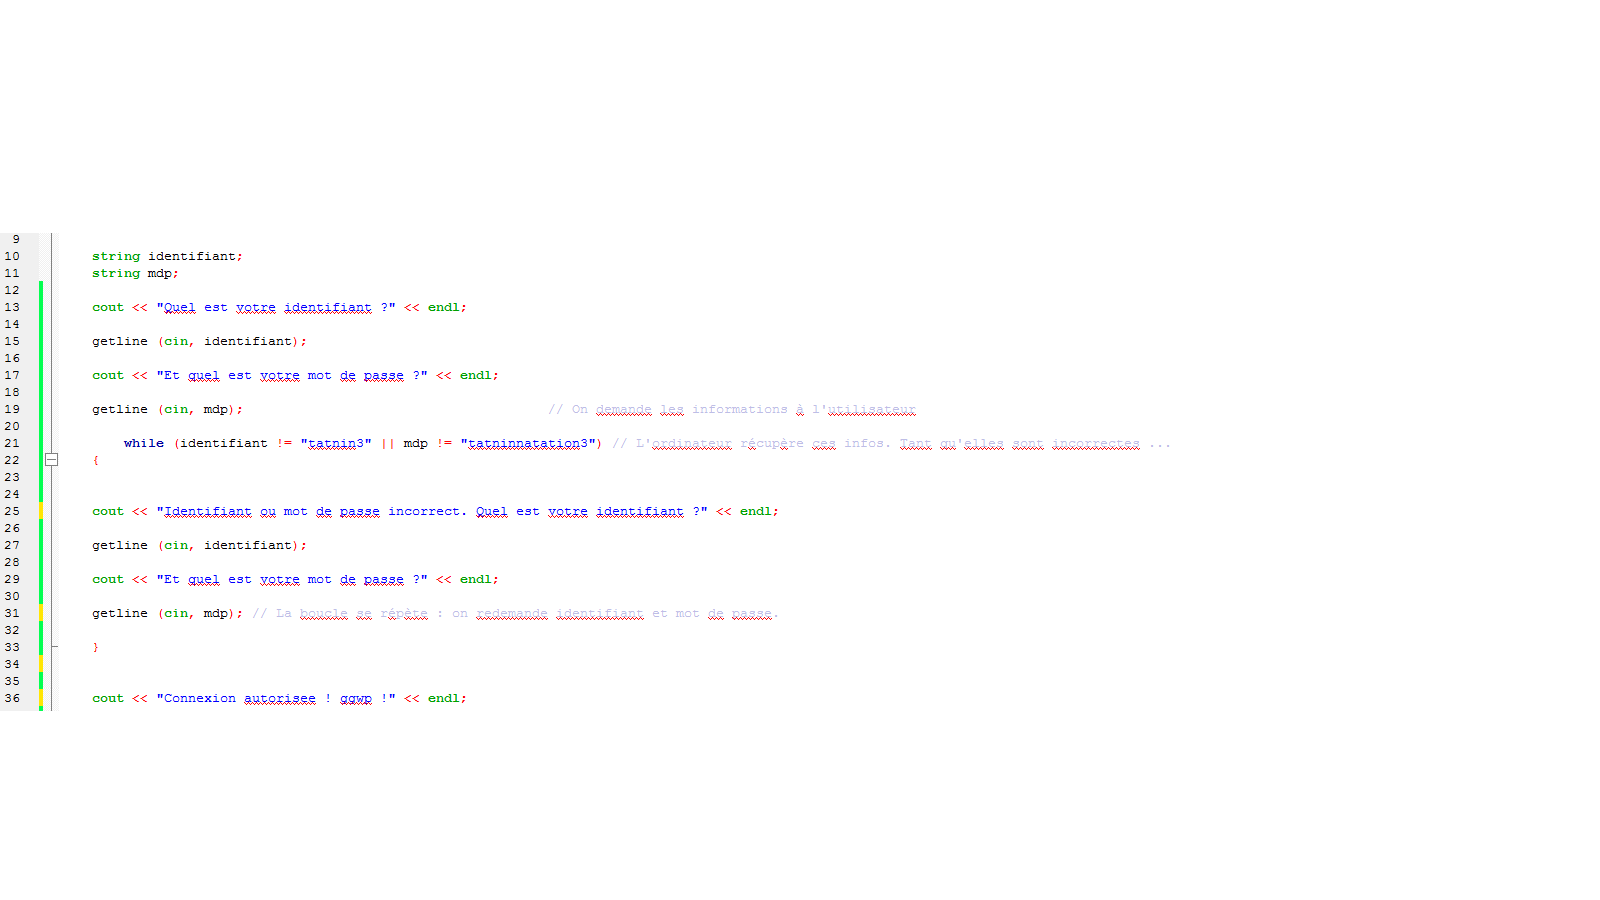 9
10 string identifiant;
11 string mdp;
12
13 cout << "Quel est votre identifiant ?" << endl;
14
15 getline (cin, identifiant);
16
17 cout << "Et quel est votre mot de passe ?" << endl;
18
19 getline (cin, mdp); // On demande les informations à l'utilisateur
20
21 while (identifiant != "tatnin3" || mdp != "tatninnatation3") // L'ordinateur récupère ces infos. Tant qu'elles sont incorrectes ...
22 {
23
24
25 cout << "Identifiant ou mot de passe incorrect. Quel est votre identifiant ?" << endl;
26
27 getline (cin, identifiant);
28
29 cout << "Et quel est votre mot de passe ?" << endl;
30
31 getline (cin, mdp); // La boucle se répète : on redemande identifiant et mot de passe.
32
33 }
34
35
36 cout << "Connexion autorisee ! ggwp !" << endl;